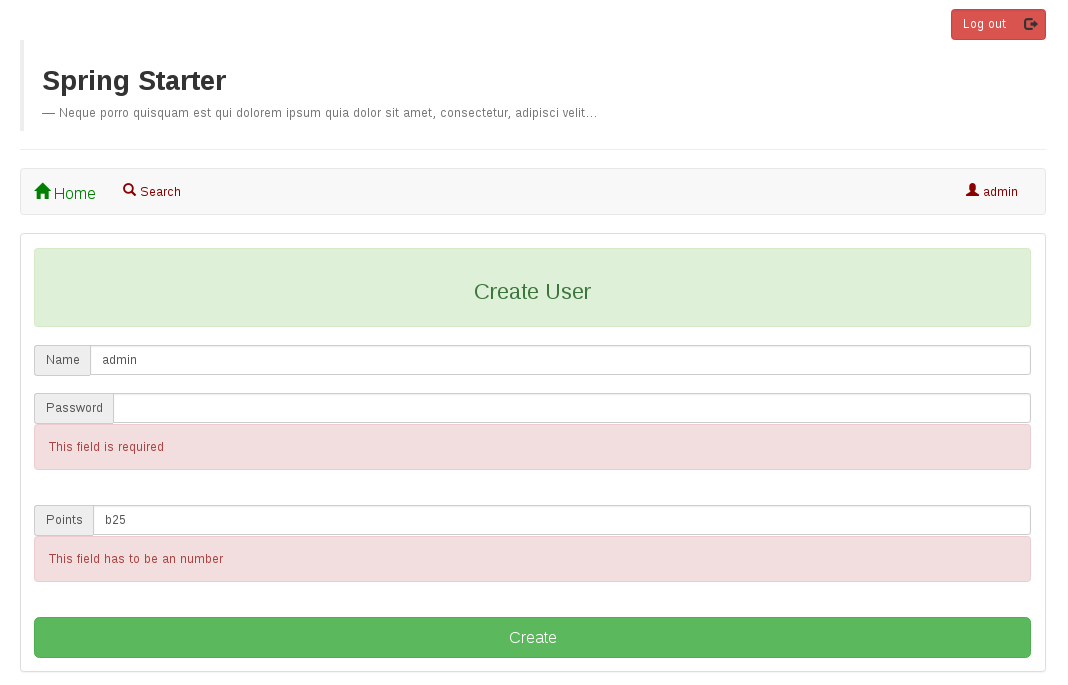 Log out
Spring Starter
— Neque porro quisquam est qui dolorem ipsum quia dolor sit amet, consectetur, adipisci velit...
Home Search admin
Create User
Name admin
Password
This field is required
Points b25
This field has to be an number
Create